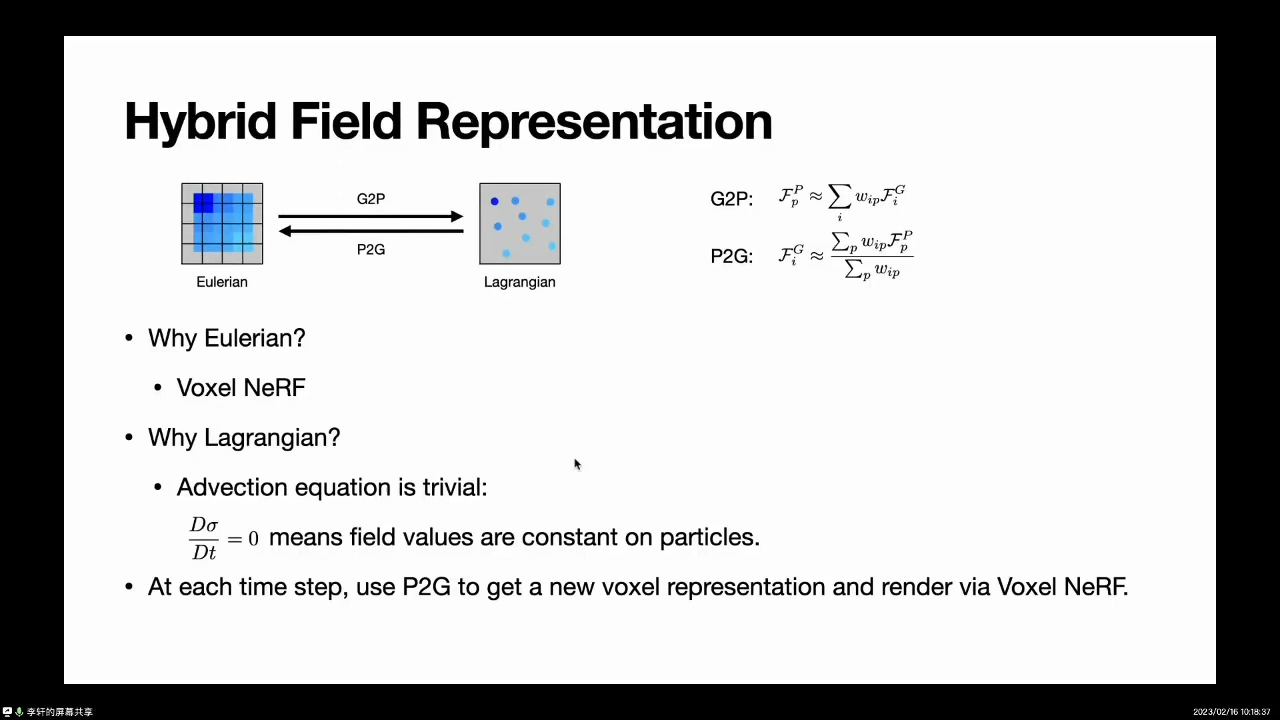 Hybrid Field Representation
G2P
P2G
Eulerian
Lagrangian
G2P: $\mathcal{F}_p^P \approx \sum_i w_{ip} \mathcal{F}_i^G$
P2G: $\mathcal{F}_i^G \approx \frac{\sum_p w_{ip} \mathcal{F}_p^P}{\sum_p w_{ip}}$
• Why Eulerian?
• Voxel NeRF
• Why Lagrangian?
• Advection equation is trivial:
$\frac{D\sigma}{Dt} = 0$ means field values are constant on particles.
• At each time step, use P2G to get a new voxel representation and render via Voxel NeRF.
李轩的屏幕共享
2023/02/16 10:18:37